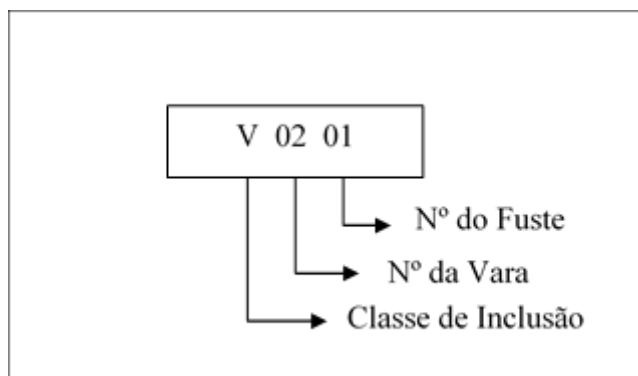 V 02 01
Nº do Fuste
Nº da Vara
Classe de Inclusão